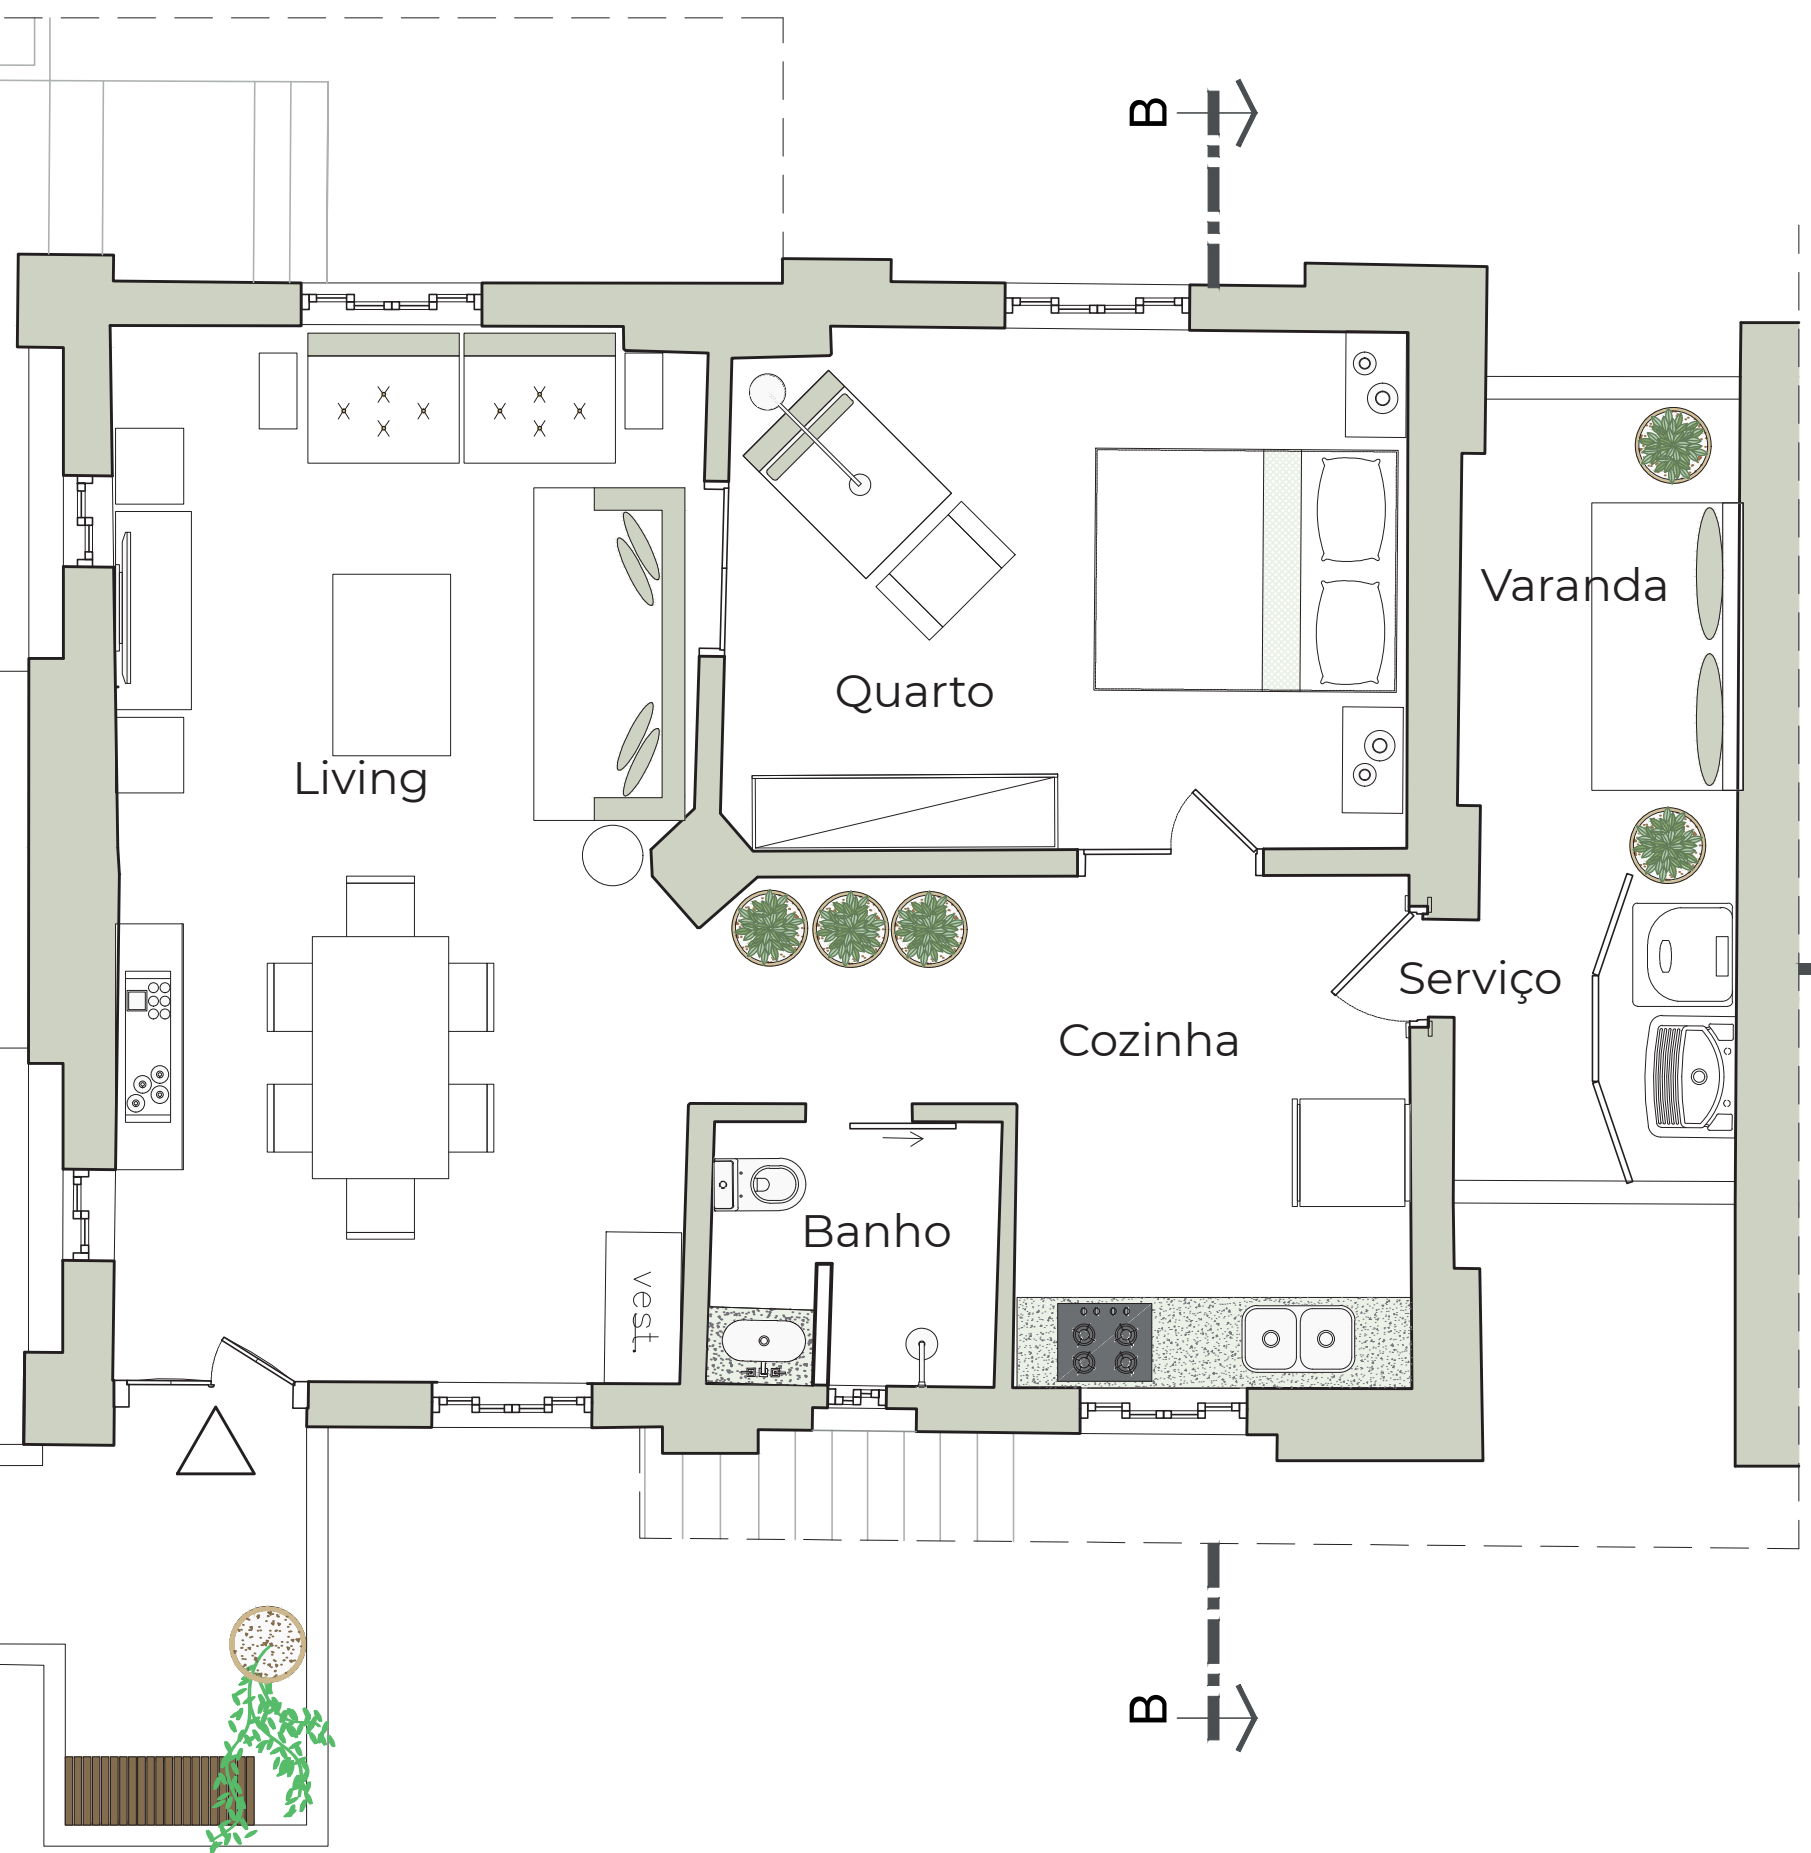 B
Varanda
Quarto
Living
Serviço
Cozinha
Banho
vest.
B